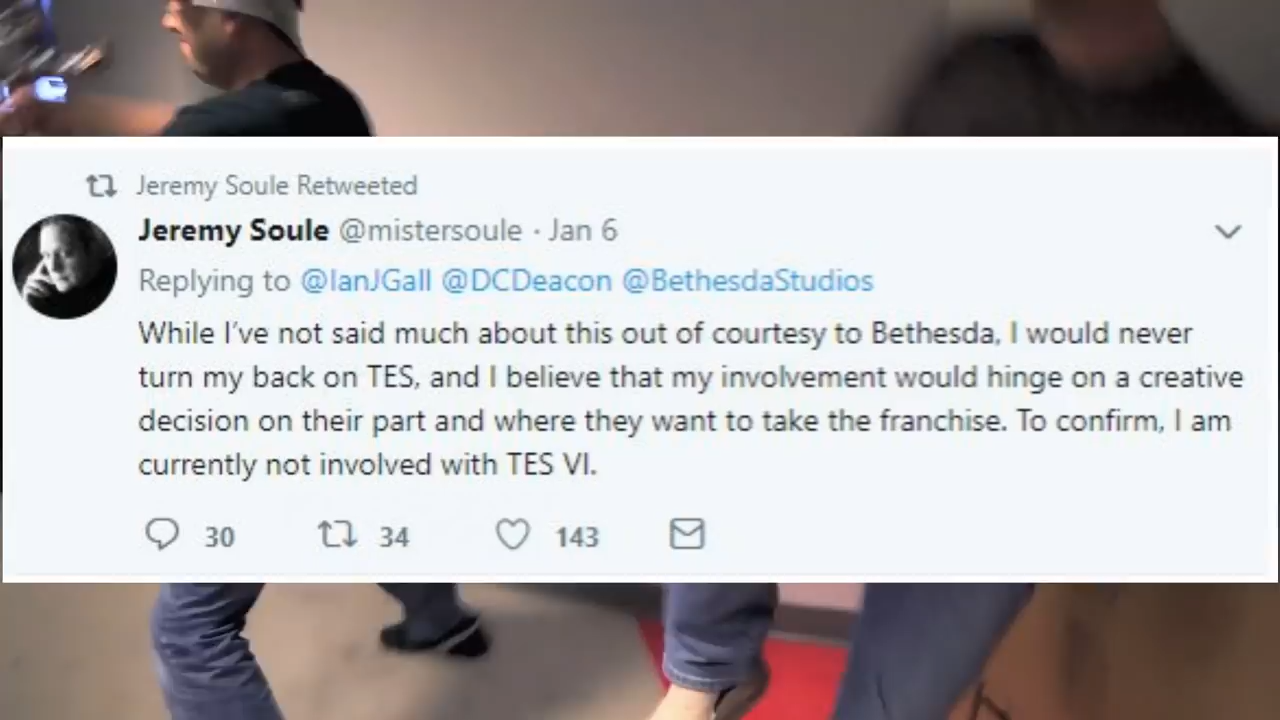 Jeremy Soule Retweeted
Jeremy Soule @mistersoule · Jan 6
Replying to @IanJGall @DCDeacon @BethesdaStudios
While I've not said much about this out of courtesy to Bethesda, I would never
turn my back on TES, and I believe that my involvement would hinge on a creative
decision on their part and where they want to take the franchise. To confirm, I am
currently not involved with TES VI.
30 34 143